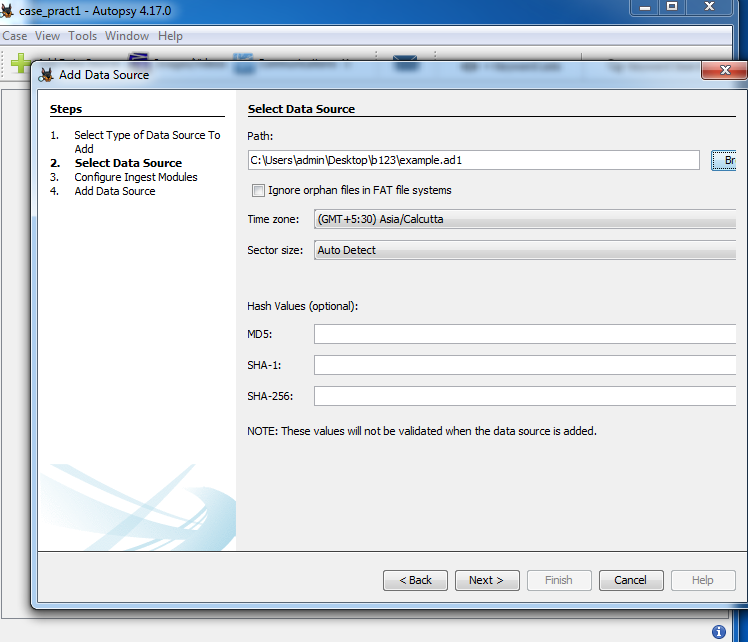 case_pract1 - Autopsy 4.17.0
Case View Tools Window Help
Add Data Source
Steps
1. Select Type of Data Source To
Add
2. Select Data Source
3. Configure Ingest Modules
4. Add Data Source
Select Data Source
Path:
C:\Users\admin\Desktop\b123\example.ad1
Br
Ignore orphan files in FAT file systems
Time zone: (GMT+5:30) Asia/Calcutta
Sector size: Auto Detect
Hash Values (optional):
MD5:
SHA-1:
SHA-256:
NOTE: These values will not be validated when the data source is added.
< Back Next > Finish Cancel Help